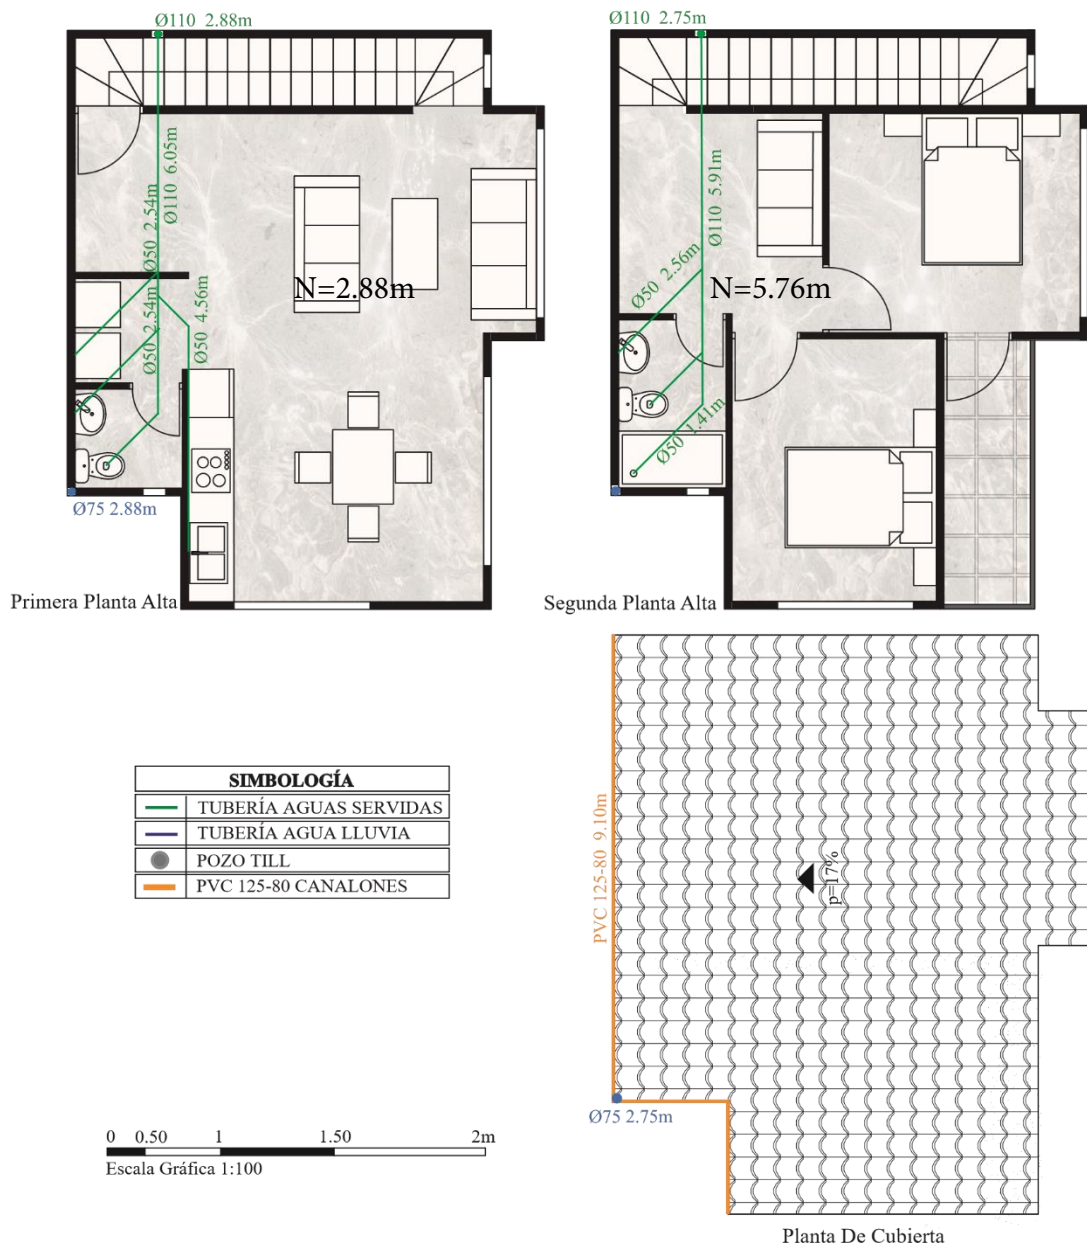 Ø110 2.88m
Ø110 6.05m
Ø50 2.54m
Ø50 2.54m
Ø50 4.56m
N=2.88m
Ø75 2.88m
Primera Planta Alta
Ø110 2.75m
Ø110 5.91m
Ø50 2.56m
N=5.76m
Ø50 1.41m
Segunda Planta Alta
SIMBOLOGÍA
TUBERÍA AGUAS SERVIDAS
TUBERÍA AGUA LLUVIA
POZO TILL
PVC 125-80 CANALONES
PVC 125-80 9.10m
p=17%
Ø75 2.75m
0 0.50 1 1.50 2m
Escala Gráfica 1:100
Planta De Cubierta